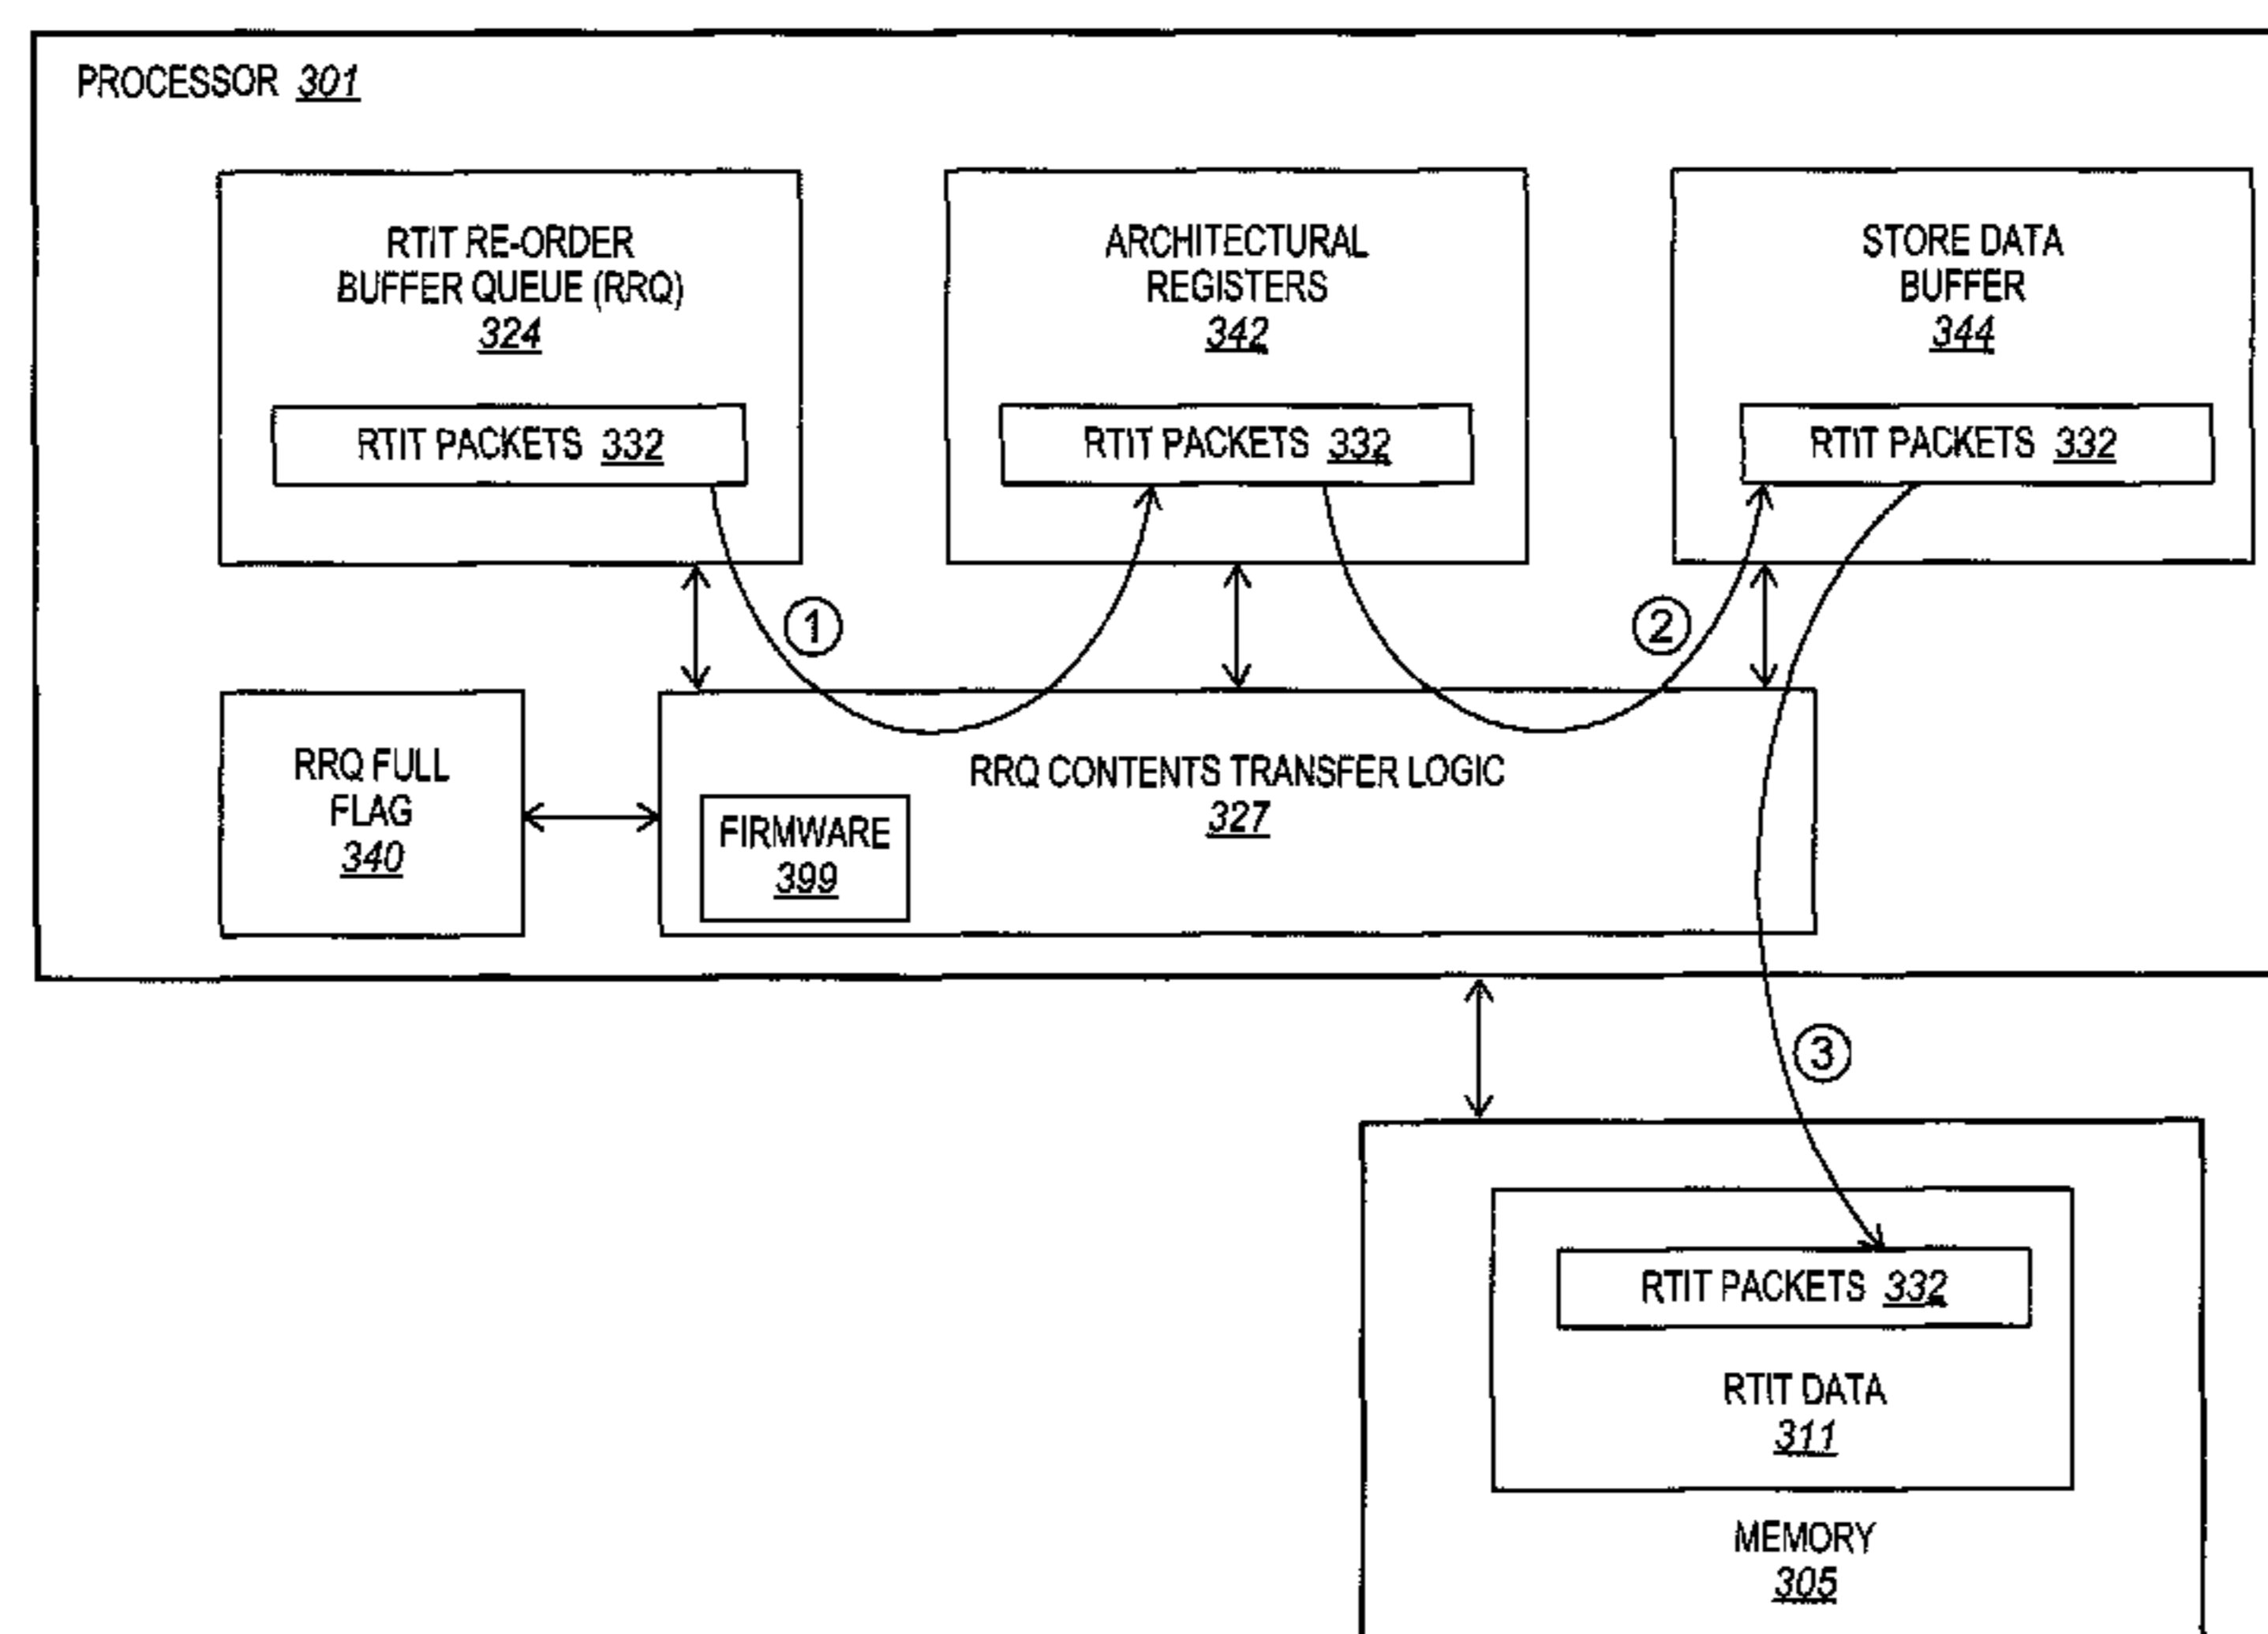 PROCESSOR 301
RTIT RE-ORDER
BUFFER QUEUE (RRQ)
324
RTIT PACKETS 332
ARCHITECTURAL
REGISTERS
342
RTIT PACKETS 332
STORE DATA
BUFFER
344
RTIT PACKETS 332
1
2
RRQ FULL
FLAG
340
RRQ CONTENTS TRANSFER LOGIC
327
FIRMWARE
399
3
RTIT PACKETS 332
RTIT DATA
311
MEMORY
305